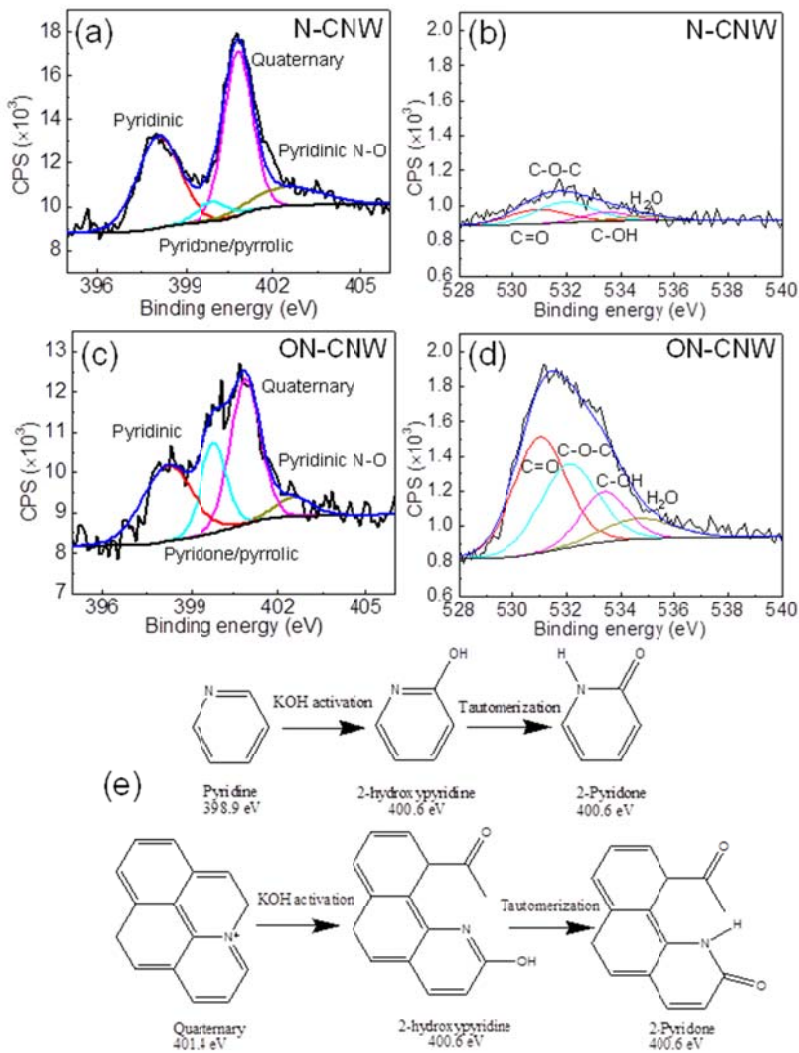 (a) N-CNW
Quaternary
Pyridinic
Pyridinic N-O
Pyridone/pyrrolic
CPS (×10³)
18
16
14
12
10
8
396 399 402 405
Binding energy (eV)
(b) N-CNW
C-O-C
H₂O
C=O
C-OH
CPS (×10³)
2.0
1.8
1.6
1.4
1.2
1.0
0.8
0.6
528 530 532 534 536 538 540
Binding energy (eV)
(c) ON-CNW
Quaternary
Pyridinic
Pyridinic N-O
Pyridone/pyrrolic
CPS (×10³)
13
12
11
10
9
8
7
396 399 402 405
Binding energy (eV)
(d) ON-CNW
C=O
C-O-C
C-OH
H₂O
CPS (×10³)
2.0
1.8
1.6
1.4
1.2
1.0
0.8
0.6
528 530 532 534 536 538 540
Binding energy (eV)
(e)
N
KOH activation
N
OH
Tautomerization
H
N
O
Pyridine
398.9 eV
2-hydroxypyridine
400.6 eV
2-Pyridone
400.6 eV
N⁺
KOH activation
O
N
OH
Tautomerization
O
H
N
O
Quaternary
401.4 eV
2-hydroxypyridine
400.6 eV
2-Pyridone
400.6 eV